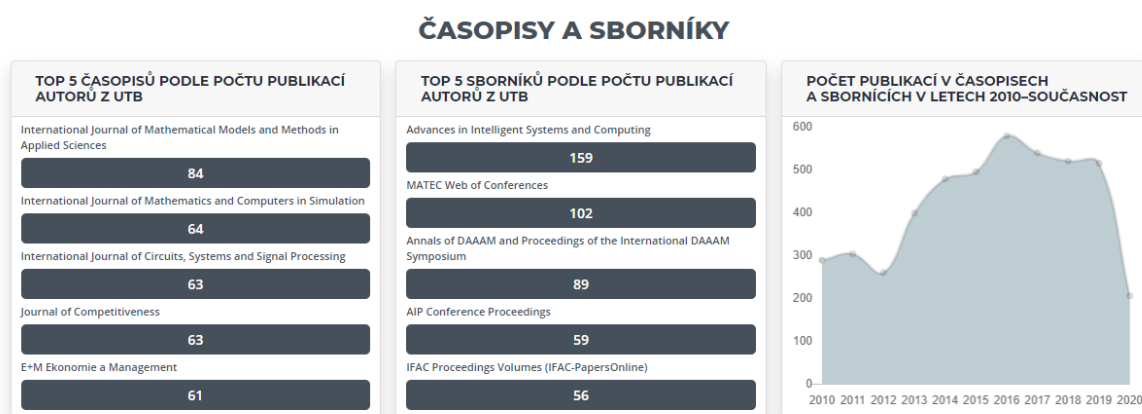 ČASOPISY A SBORNÍKY
TOP 5 ČASOPISŮ PODLE POČTU PUBLIKACÍ
AUTORŮ Z UTB
International Journal of Mathematical Models and Methods in
Applied Sciences
84
International Journal of Mathematics and Computers in Simulation
64
International Journal of Circuits, Systems and Signal Processing
63
Journal of Competitiveness
63
E+M Ekonomie a Management
61
TOP 5 SBORNÍKŮ PODLE POČTU PUBLIKACÍ
AUTORŮ Z UTB
Advances in Intelligent Systems and Computing
159
MATEC Web of Conferences
102
Annals of DAAAM and Proceedings of the International DAAAM
Symposium
89
AIP Conference Proceedings
59
IFAC Proceedings Volumes (IFAC-PapersOnline)
56
POČET PUBLIKACÍ V ČASOPISECH
A SBORNÍCÍCH V LETECH 2010–SOUČASNOST
600
500
400
300
200
100
0
2010 2011 2012 2013 2014 2015 2016 2017 2018 2019 2020